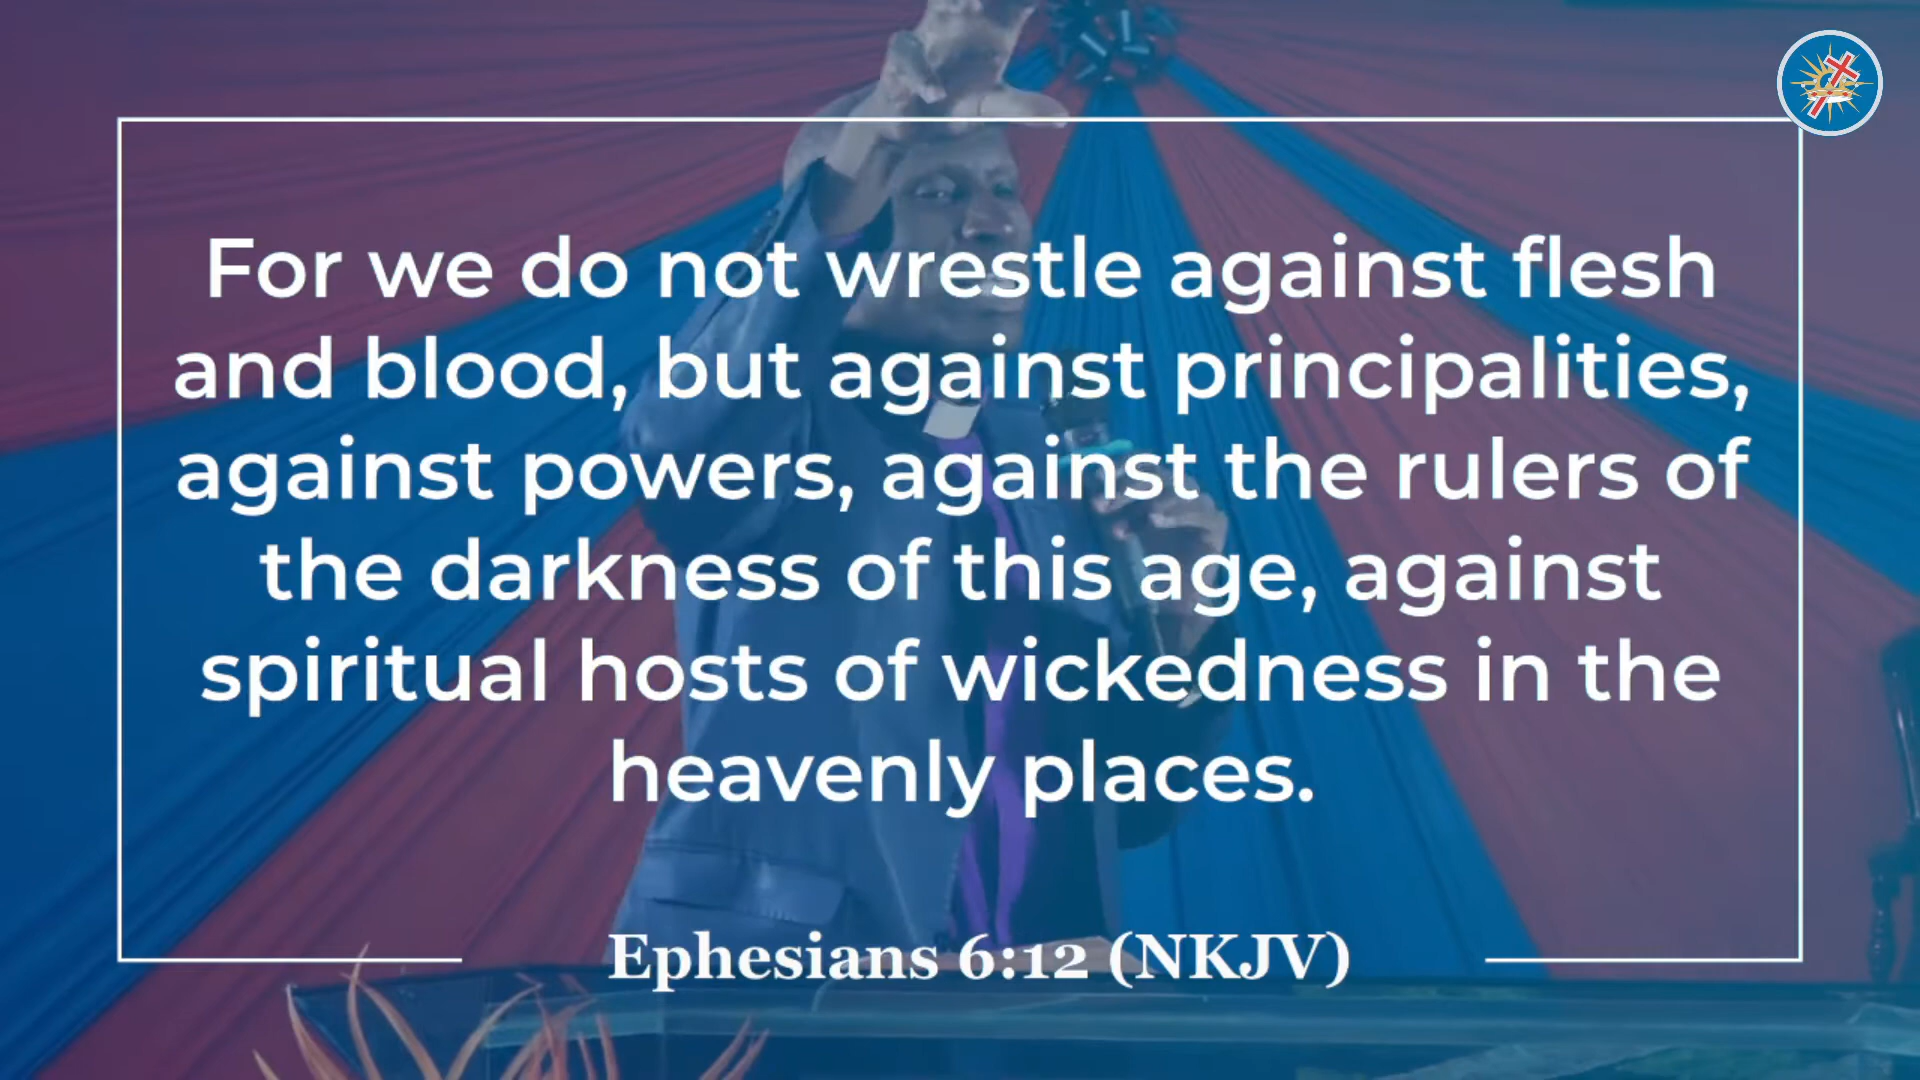 For we do not wrestle against flesh
and blood, but against principalities,
against powers, against the rulers of
the darkness of this age, against
spiritual hosts of wickedness in the
heavenly places.
Ephesians 6:12 (NKJV)